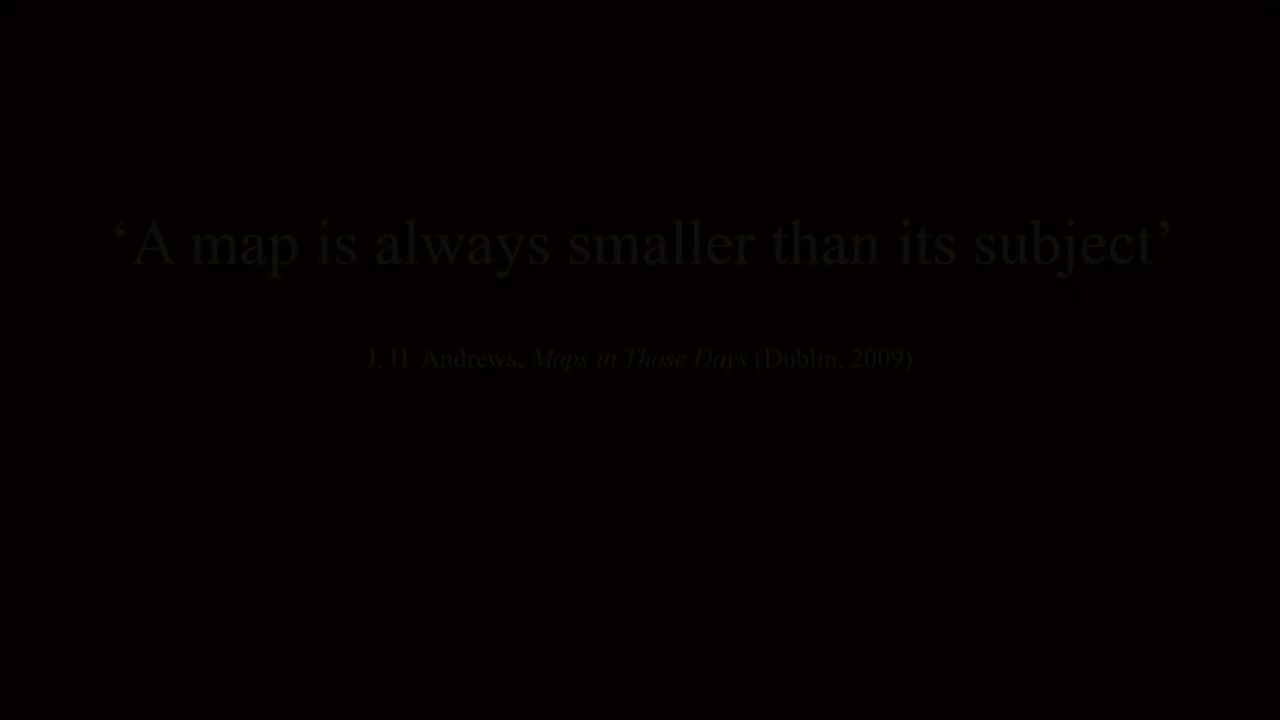 ‘A map is always smaller than its subject’
J. H. Andrews, Maps in Those Days (Dublin, 2009)